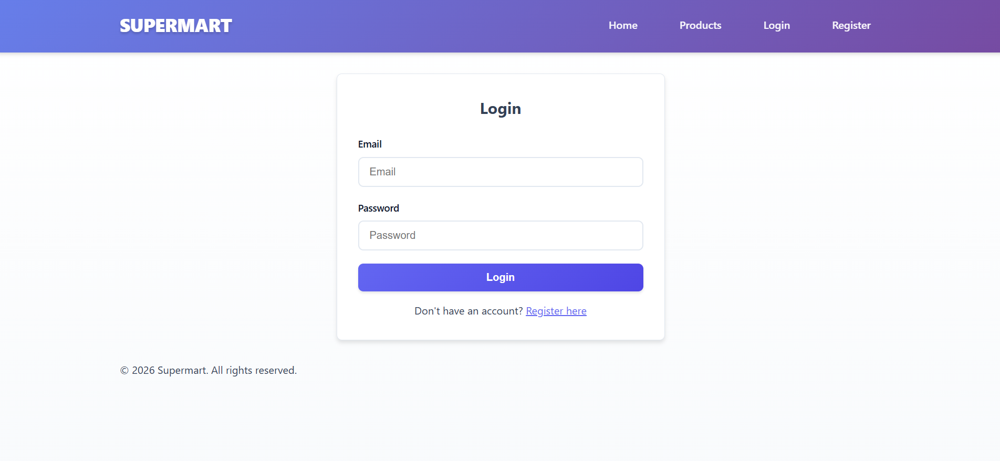 SUPERMART Home Products Login Register
Login
Email
Email
Password
Password
Login
Don't have an account? Register here
© 2026 Supermart. All rights reserved.